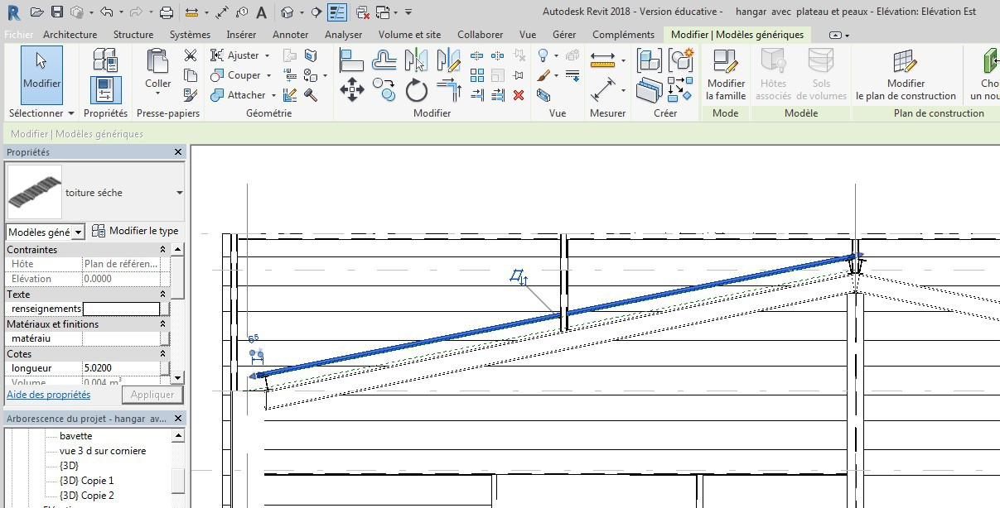 Autodesk Revit 2018 - Version éducative - hangar avec plateau et peaux - Elévation: Elévation Est
Fichier Architecture Structure Systèmes Insérer Annoter Analyser Volume et site Collaborer Vue Gérer Compléments Modifier | Modèles génériques
Modifier
Coller
Ajuster
Couper
Attacher
Modifier la famille
Hôtes associés
Sols de volumes
Modifier le plan de construction
Cho
un nou
Sélectionner Propriétés Presse-papiers Géométrie Modifier Vue Mesurer Créer Mode Modèle Plan de construction
Modifier | Modèles génériques
Propriétés
toiture séche
Modèles géné Modifier le type
Contraintes
Hôte Plan de référen...
Elévation 0.0000
Texte
renseignements
Matériaux et finitions
matéraiu
Cotes
longueur 5.0200
Volume 0.004 m³
Aide des propriétés Appliquer
Arborescence du projet - hangar av...
bavette
vue 3 d sur corniere
{3D}
{3D} Copie 1
{3D} Copie 2
6⁵